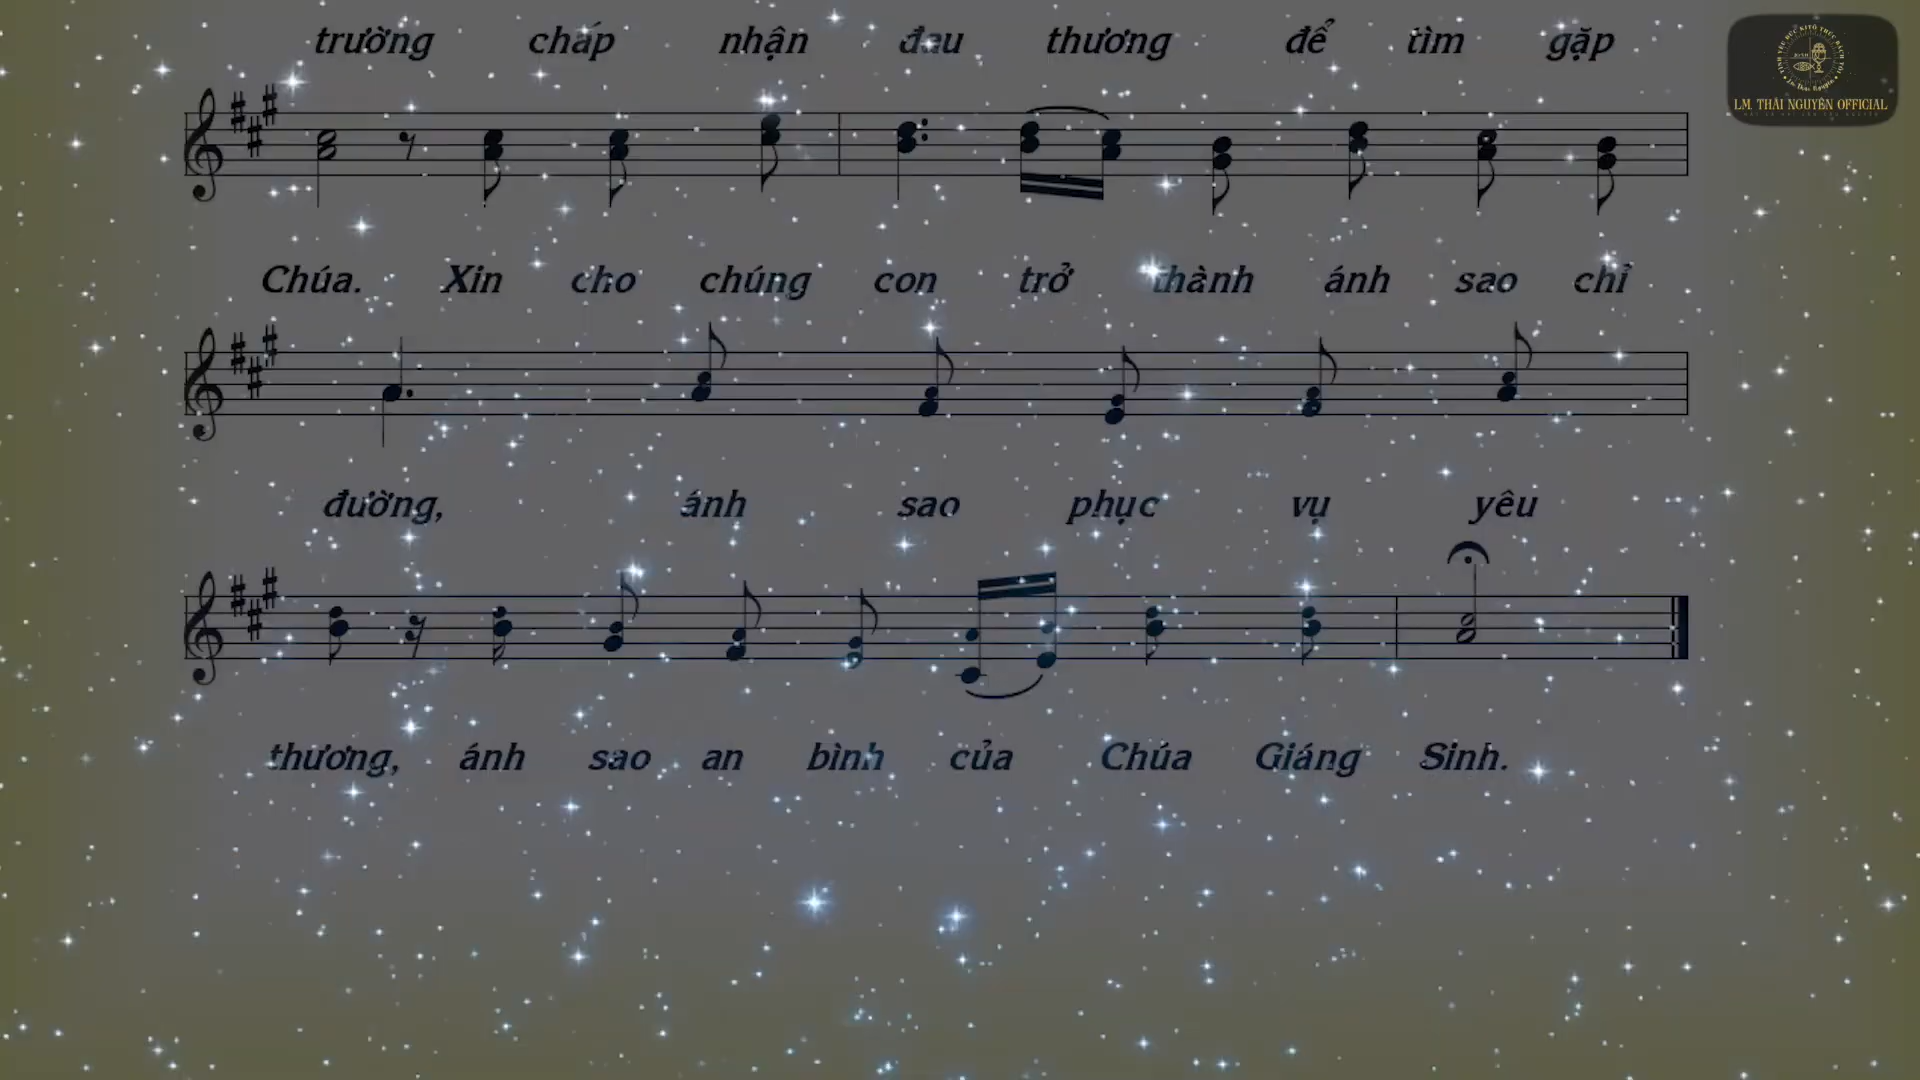 trường chấp nhận đau thương để tìm gặp
LM. THÁI NGUYÊN OFFICIAL
Chúa. Xin cho chúng con trở thành ánh sao chỉ
đường, ánh sao phục vụ yêu
thương, ánh sao an bình của Chúa Giáng Sinh.